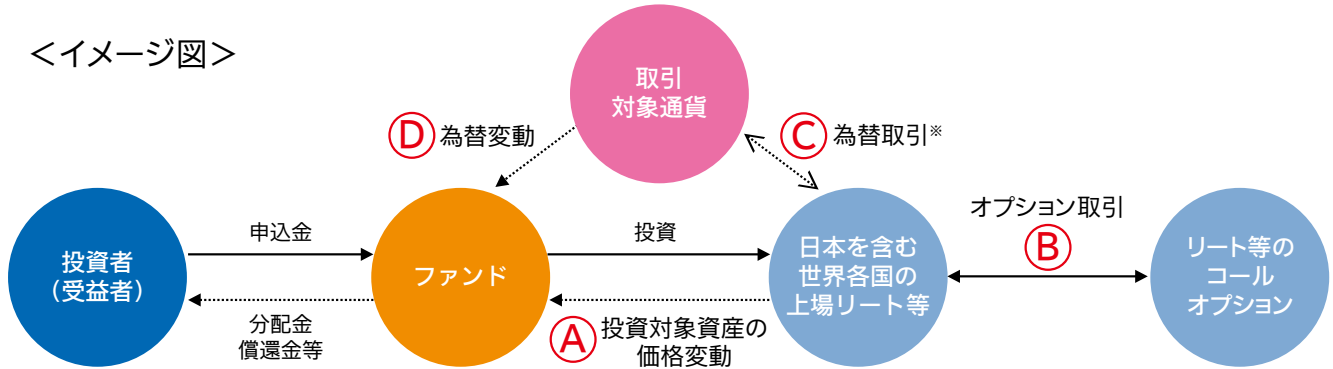 <イメージ図>
取引
対象通貨
D 為替変動
C 為替取引※
投資者
(受益者)
申込金
分配金
償還金等
ファンド
投資
A 投資対象資産の
価格変動
日本を含む
世界各国の
上場リート等
オプション取引
B
リート等の
コール
オプション